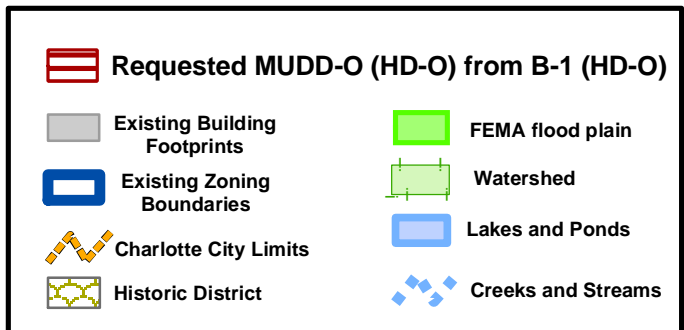 Requested MUDD-O (HD-O) from B-1 (HD-O)
Existing Building
Footprints
Existing Zoning
Boundaries
Charlotte City Limits
Historic District
FEMA flood plain
Watershed
Lakes and Ponds
Creeks and Streams